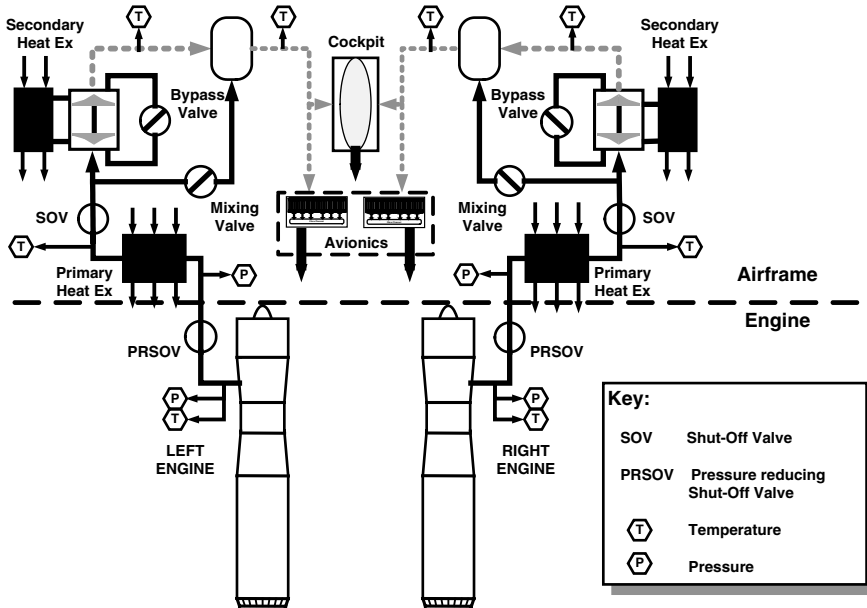 T
T
T
T
Secondary
Heat Ex
Cockpit
Secondary
Heat Ex
Bypass
Valve
Bypass
Valve
SOV
Mixing
Valve
Mixing
Valve
SOV
T
Avionics
T
Primary
Heat Ex
P
P
Primary
Heat Ex
Airframe
Engine
PRSOV
PRSOV
P
T
P
T
LEFT
ENGINE
RIGHT
ENGINE
Key:
SOV Shut-Off Valve
PRSOV Pressure reducing
Shut-Off Valve
T Temperature
P Pressure